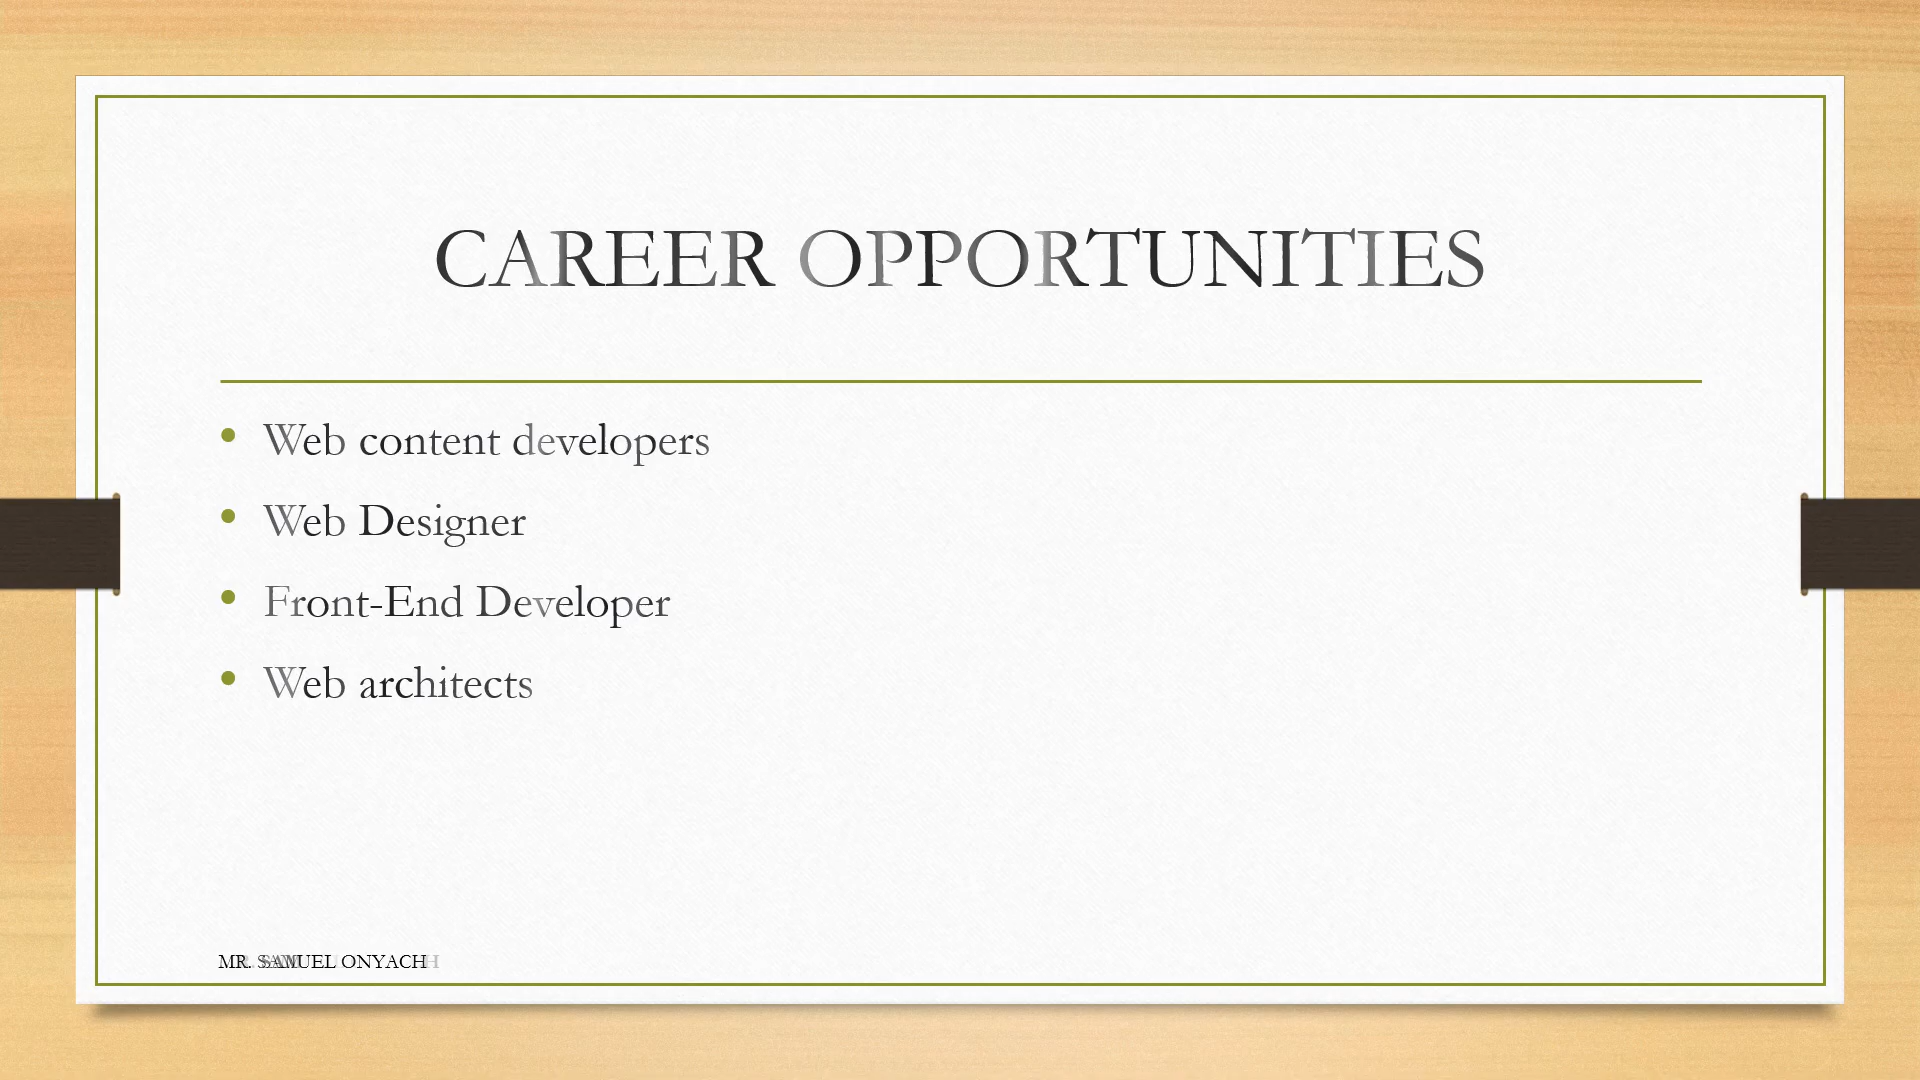 CAREER OPPORTUNITIES
• Web content developers
• Web Designer
• Front-End Developer
• Web architects
MR. SAMUEL ONYACH